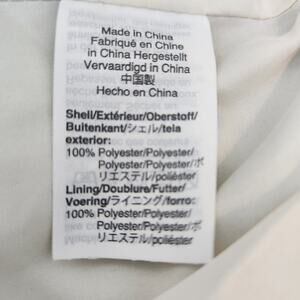 Made in China
Fabriqué en Chine
in China Hergestellt
Vervaardigd in China
中国製
Hecho en China
Shell/Extérieur/Oberstoff/
Buitenkant/シェル/tela
exterior:
100% Polyester/Polyester/
Polyester/Polyester/ポ
リエステル/poliéster
Lining/Doublure/Futter/
Voering/ライニング/forro:
100% Polyester/Polyester/
Polyester/Polyester/ポ
リエステル/poliéster